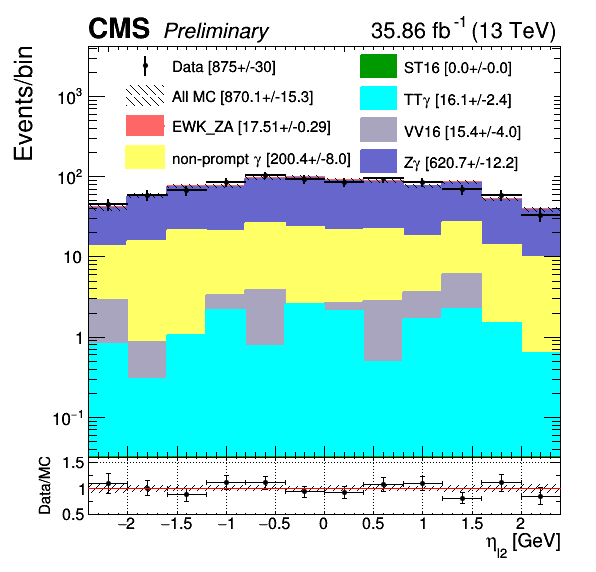 CMS Preliminary 35.86 fb⁻¹ (13 TeV)
Events/bin
Data [875+/-30]
All MC [870.1+/-15.3]
EWK_ZA [17.51+/-0.29]
non-prompt γ [200.4+/-8.0]
ST16 [0.0+/-0.0]
TTγ [16.1+/-2.4]
VV16 [15.4+/-4.0]
Zγ [620.7+/-12.2]
10³
10²
10
1
10⁻¹
Data/MC
1.5
1
0.5
−2 −1.5 −1 −0.5 0 0.5 1 1.5 2
η_l2 [GeV]